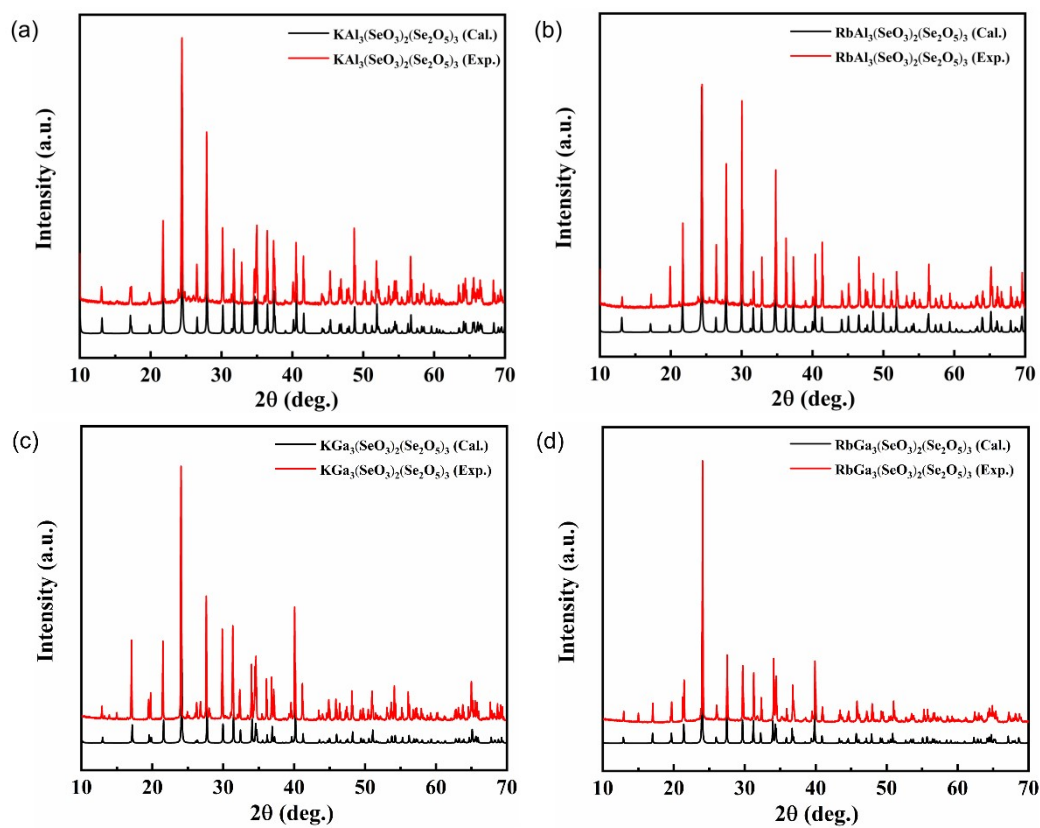 (a)
KAl₃(SeO₃)₂(Se₂O₅)₃ (Cal.)
KAl₃(SeO₃)₂(Se₂O₅)₃ (Exp.)
Intensity (a.u.)
10 20 30 40 50 60 70
2θ (deg.)
(b)
RbAl₃(SeO₃)₂(Se₂O₅)₃ (Cal.)
RbAl₃(SeO₃)₂(Se₂O₅)₃ (Exp.)
Intensity (a.u.)
10 20 30 40 50 60 70
2θ (deg.)
(c)
KGa₃(SeO₃)₂(Se₂O₅)₃ (Cal.)
KGa₃(SeO₃)₂(Se₂O₅)₃ (Exp.)
Intensity (a.u.)
10 20 30 40 50 60 70
2θ (deg.)
(d)
RbGa₃(SeO₃)₂(Se₂O₅)₃ (Cal.)
RbGa₃(SeO₃)₂(Se₂O₅)₃ (Exp.)
Intensity (a.u.)
10 20 30 40 50 60 70
2θ (deg.)